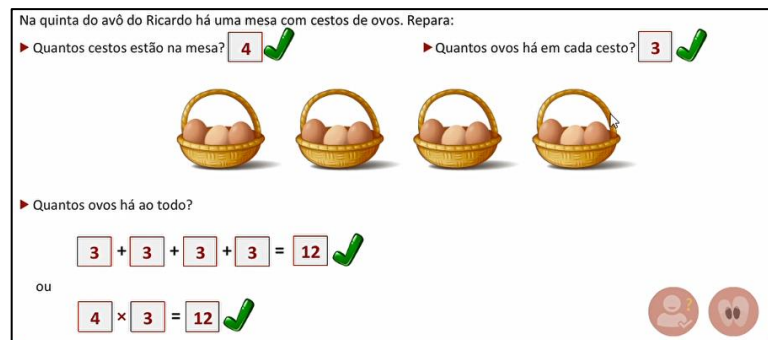 Na quinta do avô do Ricardo há uma mesa com cestos de ovos. Repara:
Quantos cestos estão na mesa? 4
Quantos ovos há em cada cesto? 3
Quantos ovos há ao todo?
3 + 3 + 3 + 3 = 12
ou
4 × 3 = 12
?